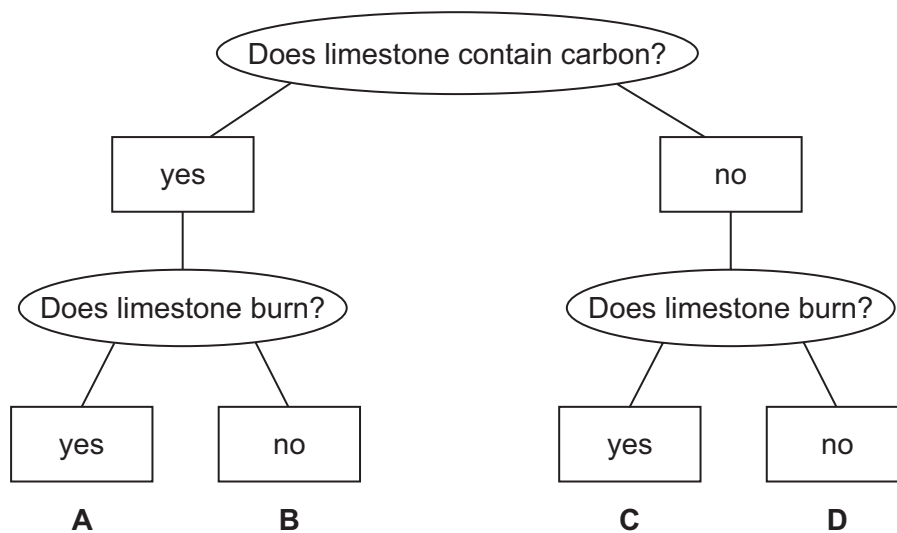 Does limestone contain carbon?
yes
no
Does limestone burn?
Does limestone burn?
yes
no
yes
no
A
B
C
D